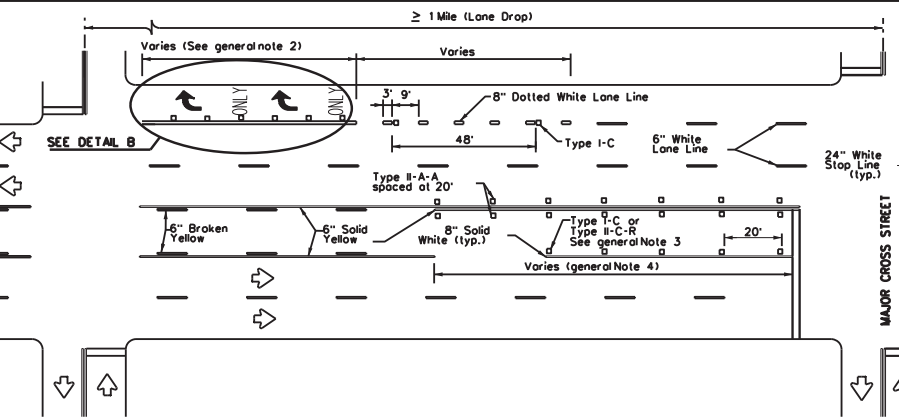 ≥ 1 Mile (Lane Drop)
Varies (See general note 2)
Varies
ONLY
ONLY
3' 9'
8" Dotted White Lane Line
SEE DETAIL B
48'
Type I-C
6" White
Lane Line
24" White
Stop Line
(typ.)
Type II-A-A
spaced at 20'
6" Broken
Yellow
6" Solid
Yellow
8" Solid
White (typ.)
Type I-C or
Type II-C-R
See general Note 3
20'
Varies (general Note 4)
MAJOR CROSS STREET